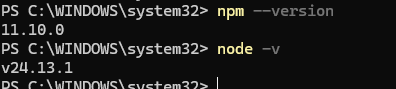 PS C:\WINDOWS\system32> npm --version
11.10.0
PS C:\WINDOWS\system32> node -v
v24.13.1
PS C:\WINDOWS\system32>